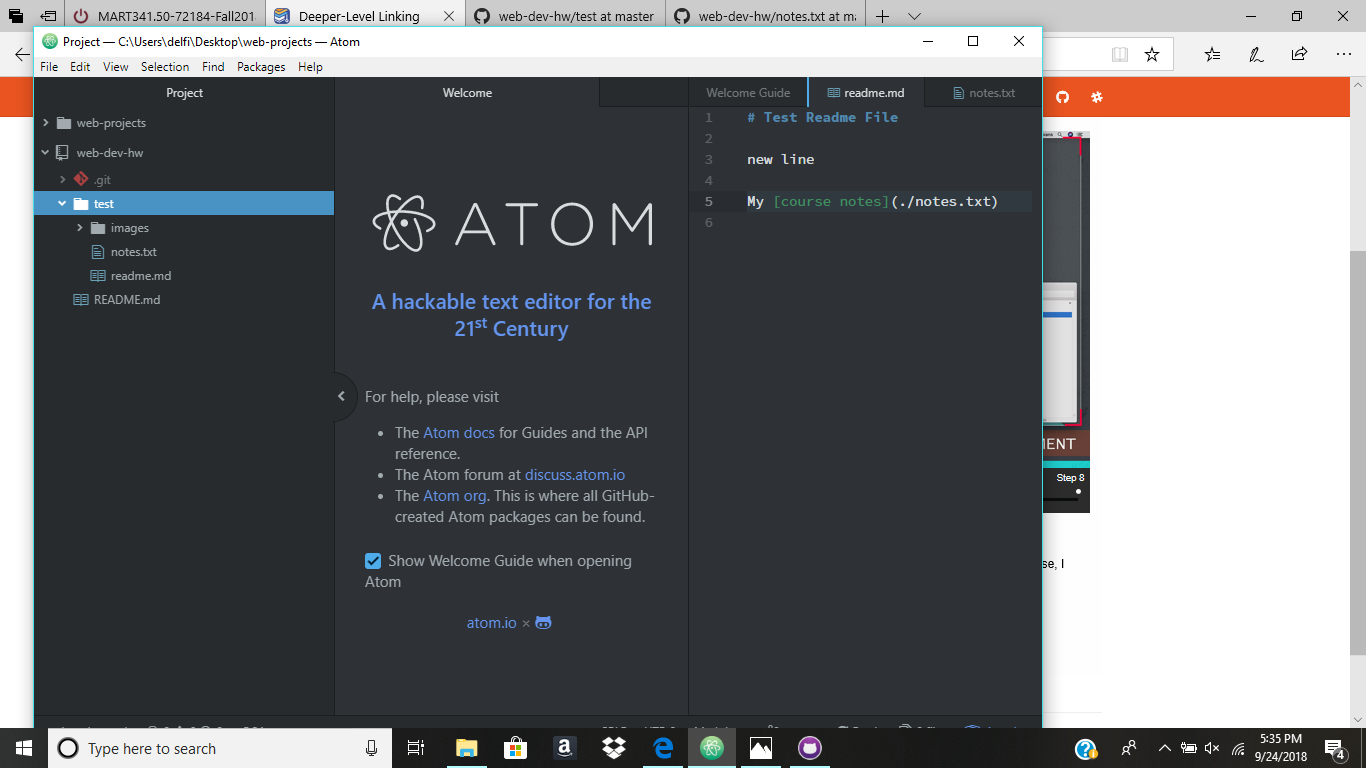 MART341.50-72184-Fall201
Deeper-Level Linking
web-dev-hw/test at master
web-dev-hw/notes.txt at ma
Project — C:\Users\delfi\Desktop\web-projects — Atom
File Edit View Selection Find Packages Help
Project
web-projects
web-dev-hw
.git
test
images
notes.txt
readme.md
README.md
Welcome
ATOM
A hackable text editor for the
21st Century
For help, please visit
The Atom docs for Guides and the API
reference.
The Atom forum at discuss.atom.io
The Atom org. This is where all GitHub-
created Atom packages can be found.
Show Welcome Guide when opening
Atom
atom.io × 
Welcome Guide
readme.md
notes.txt
1 # Test Readme File
2
3 new line
4
5 My [course notes](./notes.txt)
6
MENT
Step 8
se, I
Type here to search
5:35 PM
9/24/2018
4